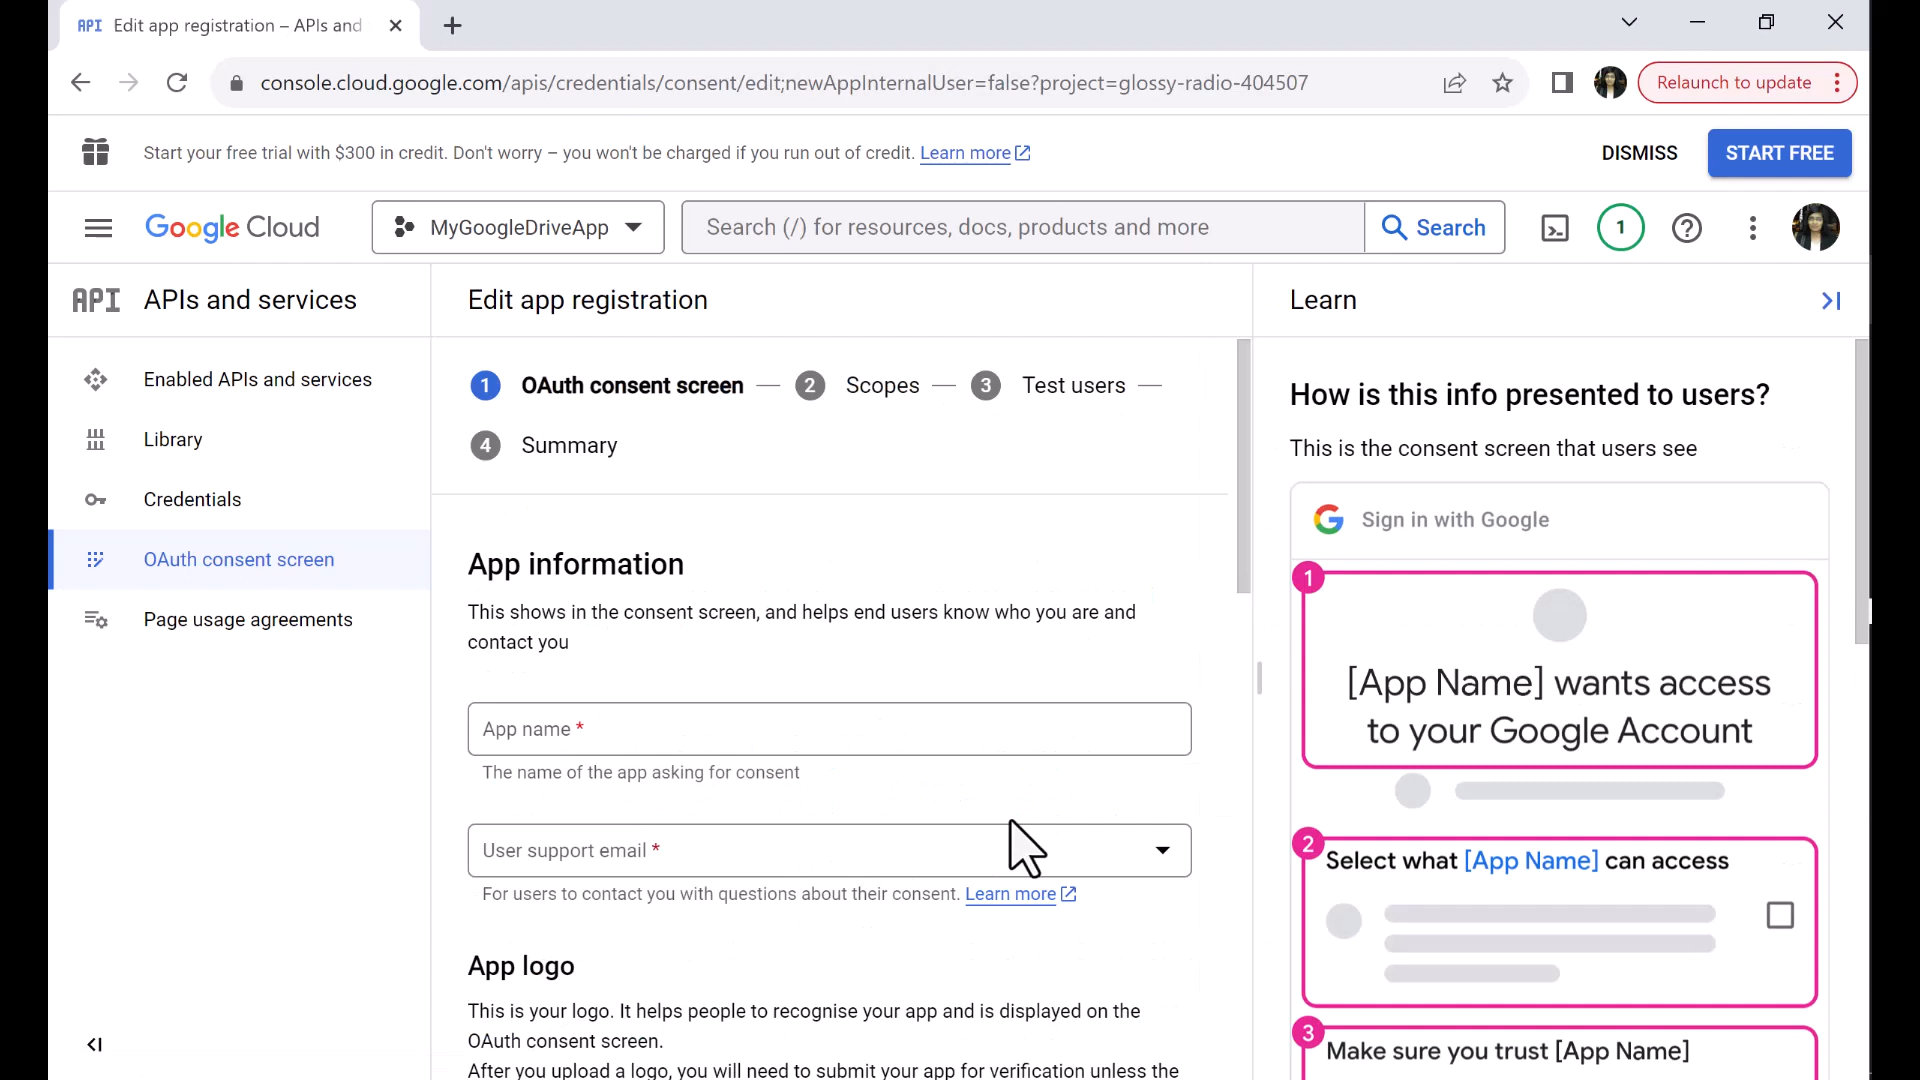 API Edit app registration – APIs and
console.cloud.google.com/apis/credentials/consent/edit;newAppInternalUser=false?project=glossy-radio-404507
Relaunch to update
Start your free trial with $300 in credit. Don't worry – you won't be charged if you run out of credit. Learn more
DISMISS
START FREE
Google Cloud
MyGoogleDriveApp
Search (/) for resources, docs, products and more
Search
1
API APIs and services
Enabled APIs and services
Library
Credentials
OAuth consent screen
Page usage agreements
Edit app registration
1 OAuth consent screen
2 Scopes
3 Test users
4 Summary
App information
This shows in the consent screen, and helps end users know who you are and
contact you
App name *
The name of the app asking for consent
User support email *
For users to contact you with questions about their consent. Learn more
App logo
This is your logo. It helps people to recognise your app and is displayed on the
OAuth consent screen.
After you upload a logo, you will need to submit your app for verification unless the
Learn
How is this info presented to users?
This is the consent screen that users see
Sign in with Google
1
[App Name] wants access
to your Google Account
2
Select what [App Name] can access
3
Make sure you trust [App Name]